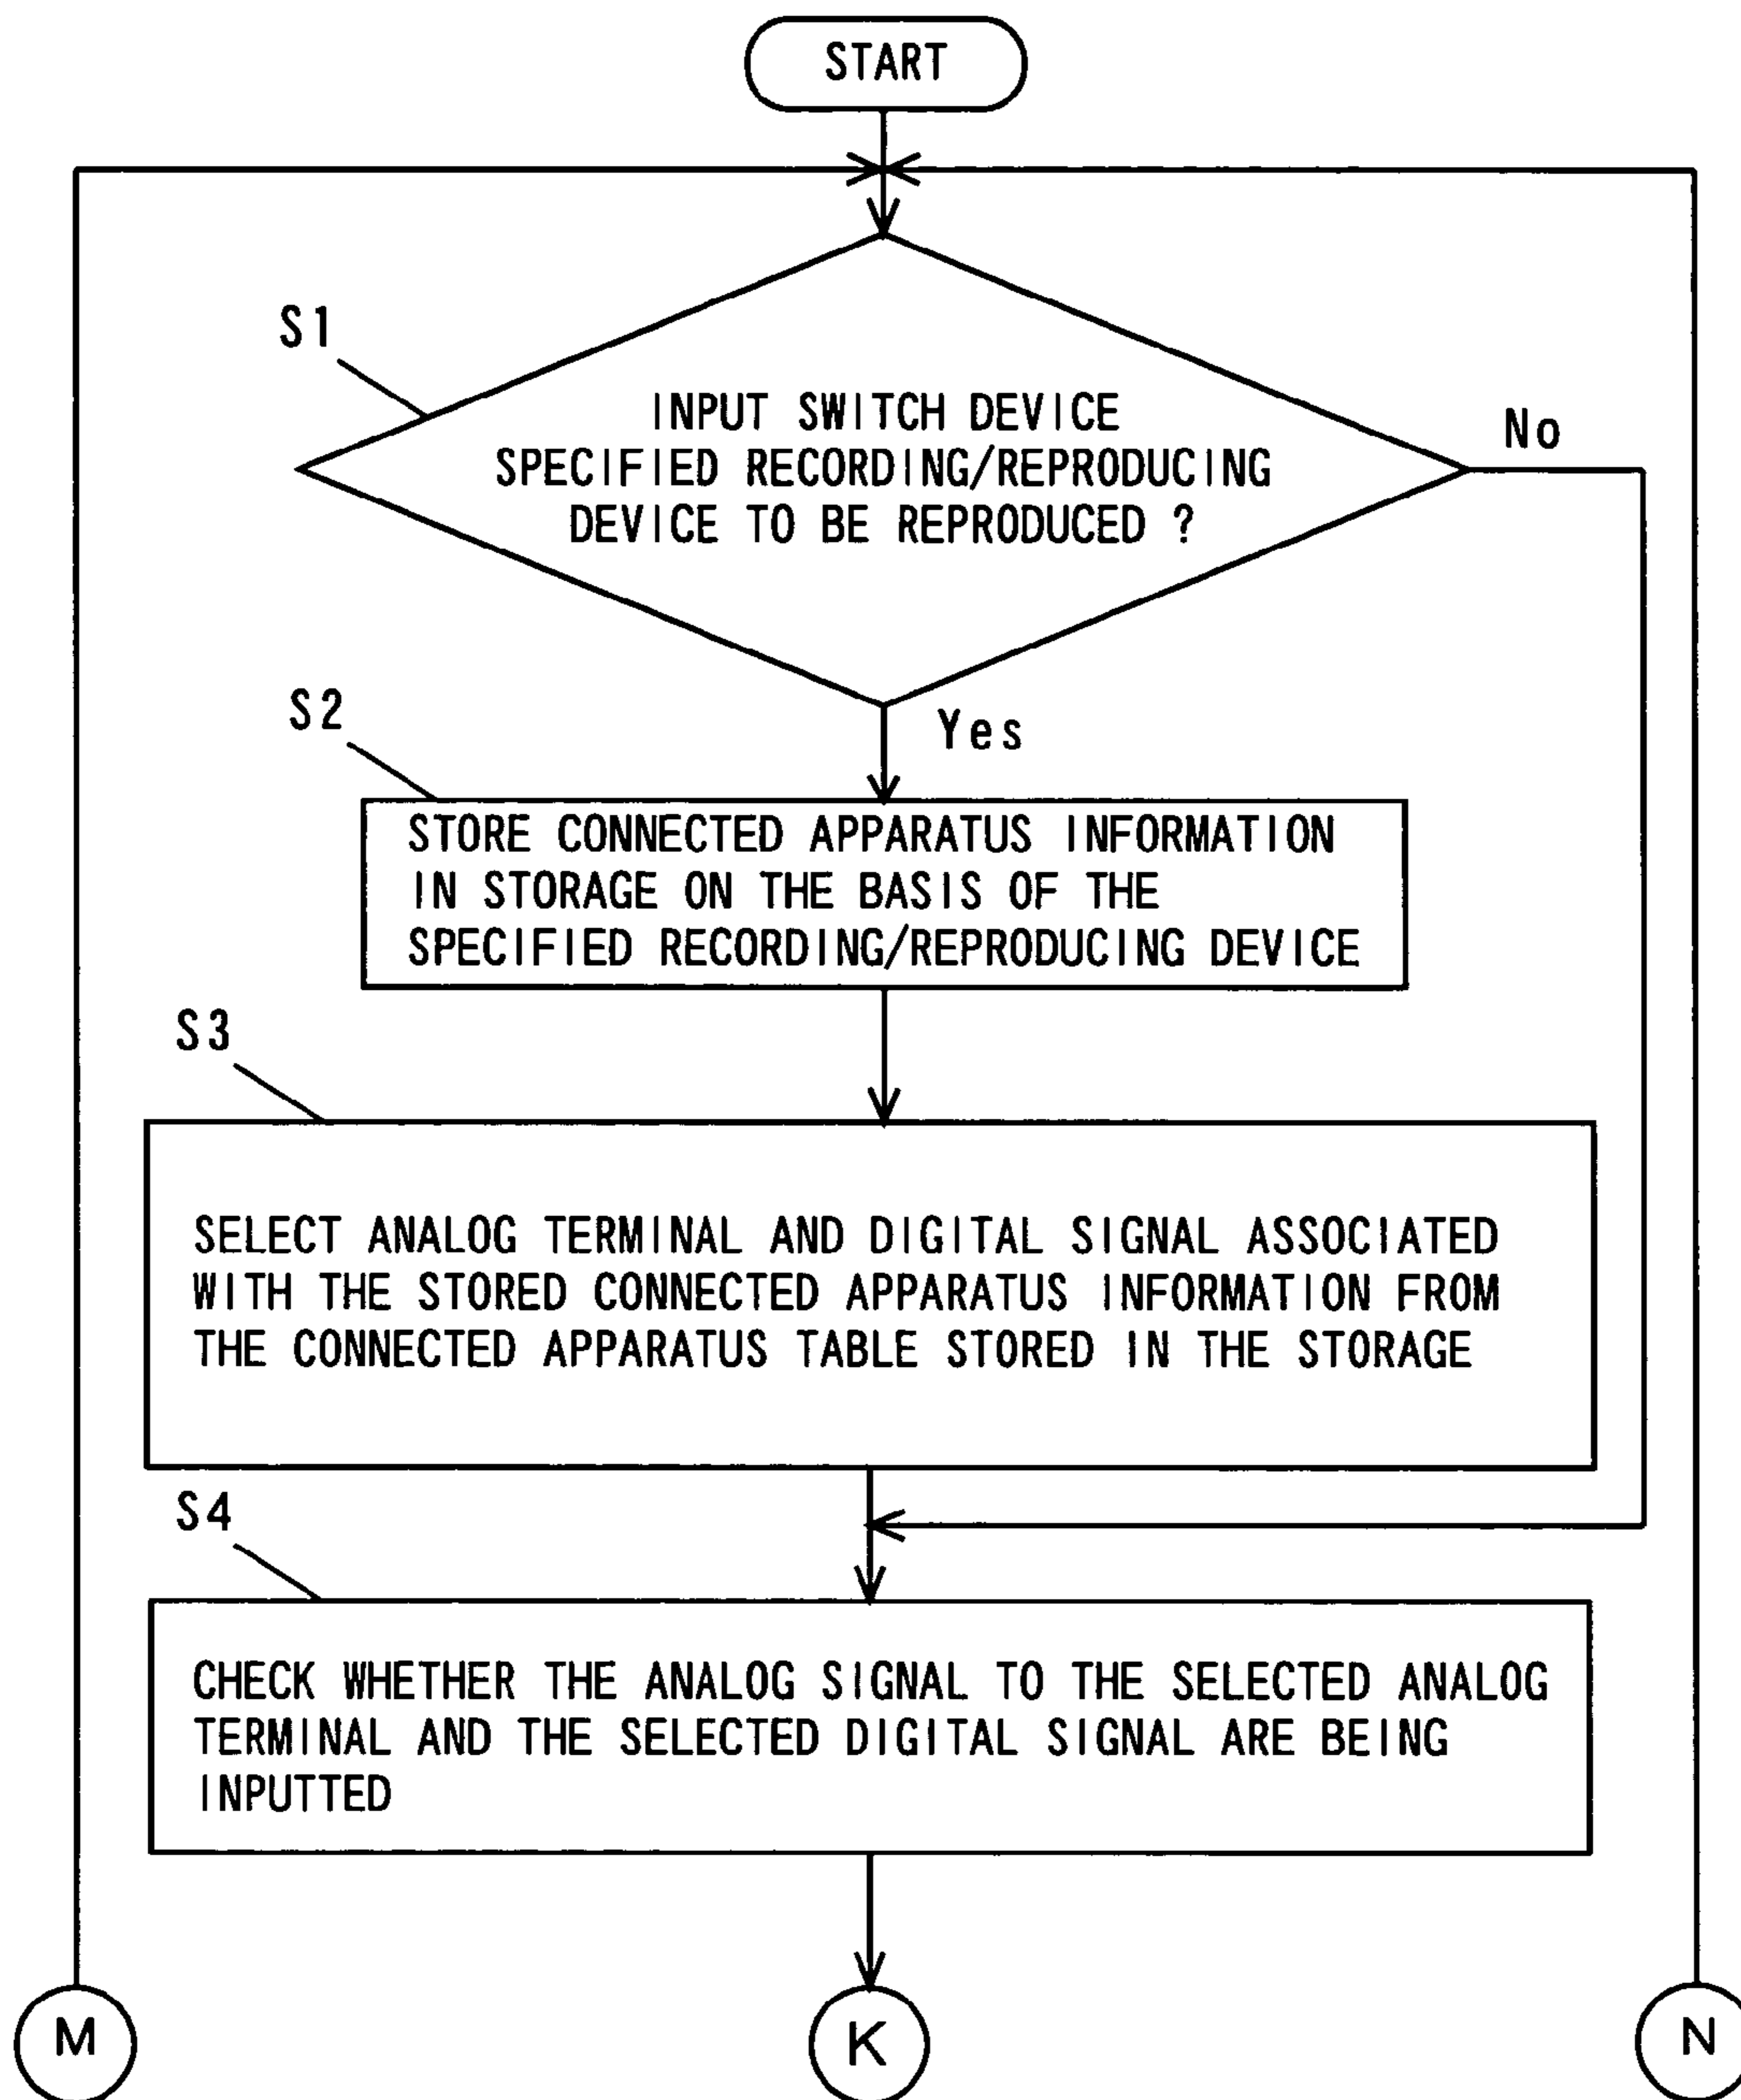 START
S1
INPUT SWITCH DEVICE
SPECIFIED RECORDING/REPRODUCING
DEVICE TO BE REPRODUCED ?
No
Yes
S2
STORE CONNECTED APPARATUS INFORMATION
IN STORAGE ON THE BASIS OF THE
SPECIFIED RECORDING/REPRODUCING DEVICE
S3
SELECT ANALOG TERMINAL AND DIGITAL SIGNAL ASSOCIATED
WITH THE STORED CONNECTED APPARATUS INFORMATION FROM
THE CONNECTED APPARATUS TABLE STORED IN THE STORAGE
S4
CHECK WHETHER THE ANALOG SIGNAL TO THE SELECTED ANALOG
TERMINAL AND THE SELECTED DIGITAL SIGNAL ARE BEING
INPUTTED
M
K
N